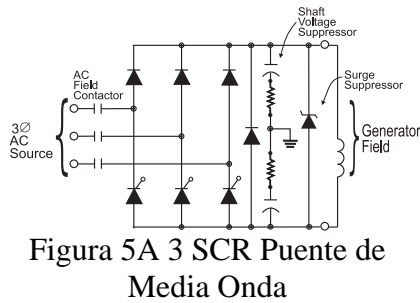 Shaft
Voltage
Suppressor
AC
Field
Contactor
Surge
Suppressor
3Ø
AC
Source
Generator
Field
Figura 5A 3 SCR Puente de
Media Onda